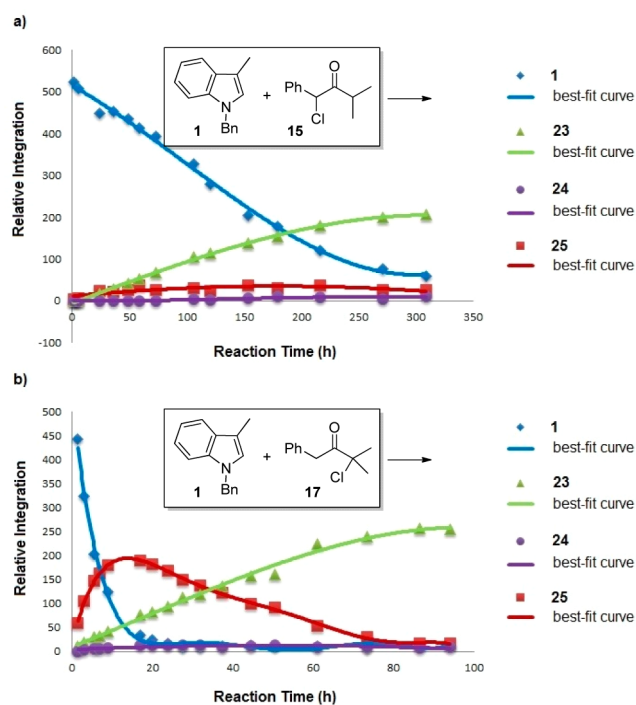 a)
600
500
400
300
200
100
0
-100
Relative Integration
0 50 100 150 200 250 300 350
Reaction Time (h)
N
Bn
1
+
Ph
O
Cl
15
1
best-fit curve
23
best-fit curve
24
best-fit curve
25
best-fit curve
b)
500
450
400
350
300
250
200
150
100
50
0
Relative Integration
0 20 40 60 80 100
Reaction Time (h)
N
Bn
1
+
Ph
O
Cl
17
1
best-fit curve
23
best-fit curve
24
best-fit curve
25
best-fit curve